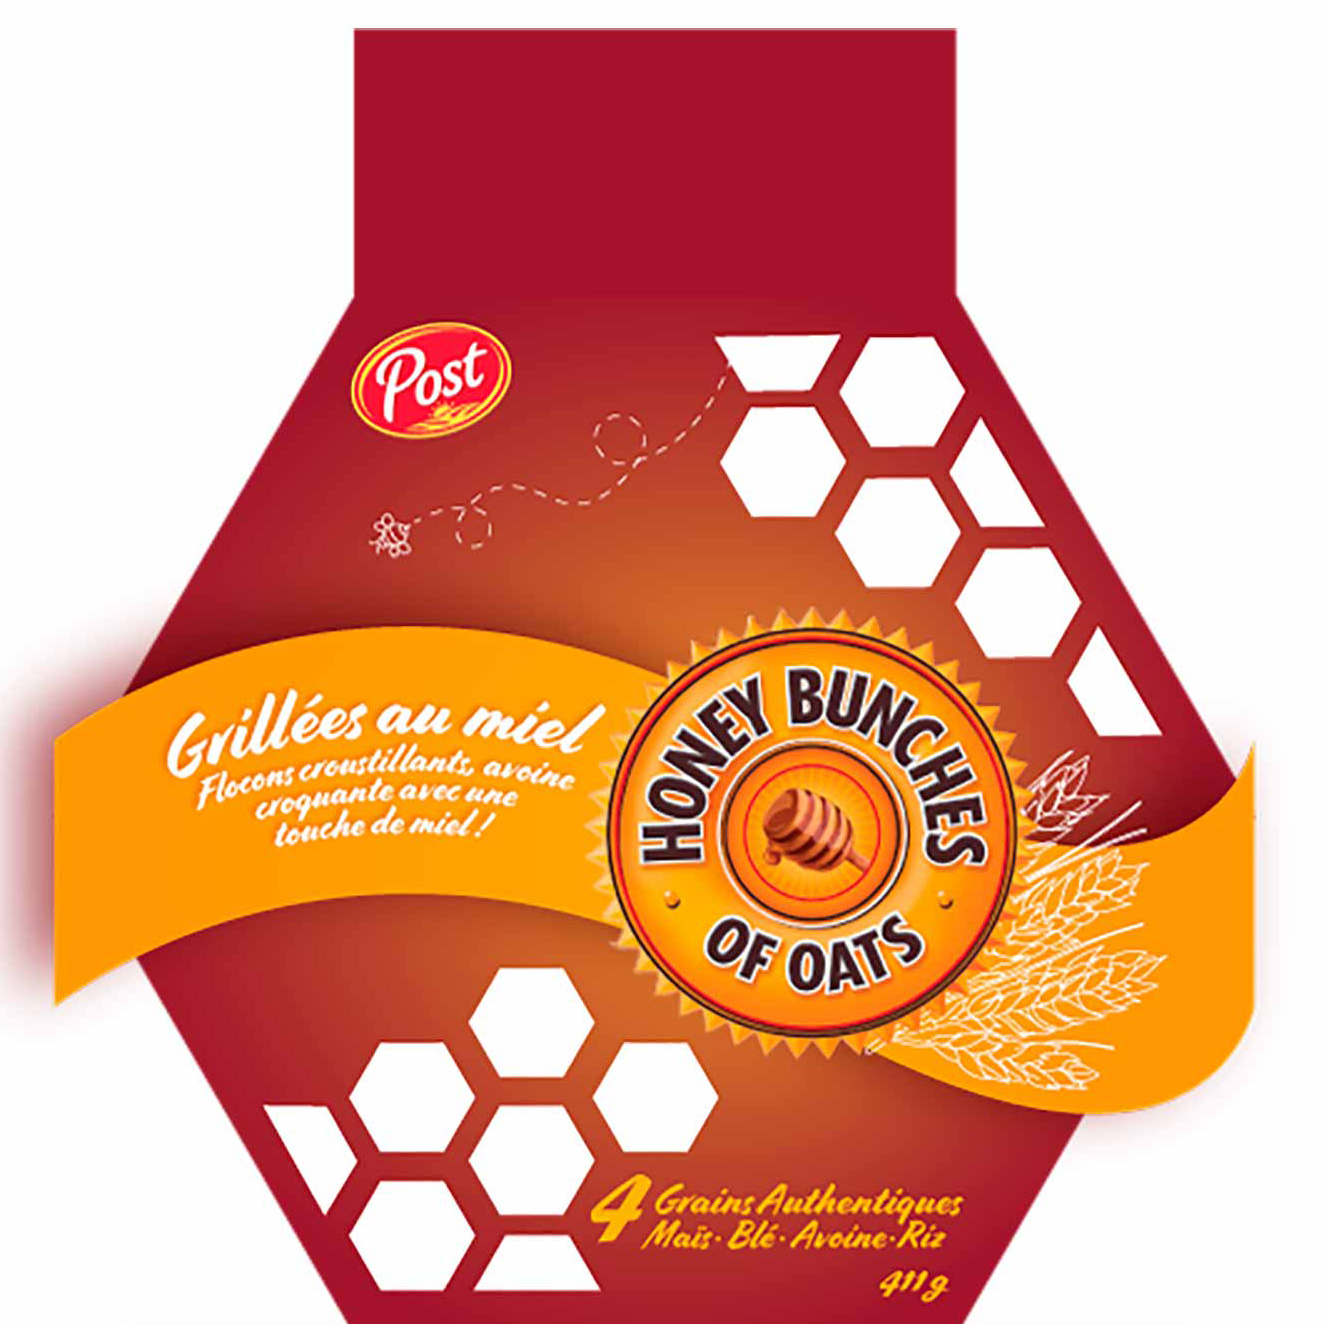 Post
Grillées au miel
Flocons croustillants, avoine
croquante avec une
touche de miel !
HONEY BUNCHES
OF OATS
4 Grains Authentiques
Maïs · Blé · Avoine · Riz
411 g